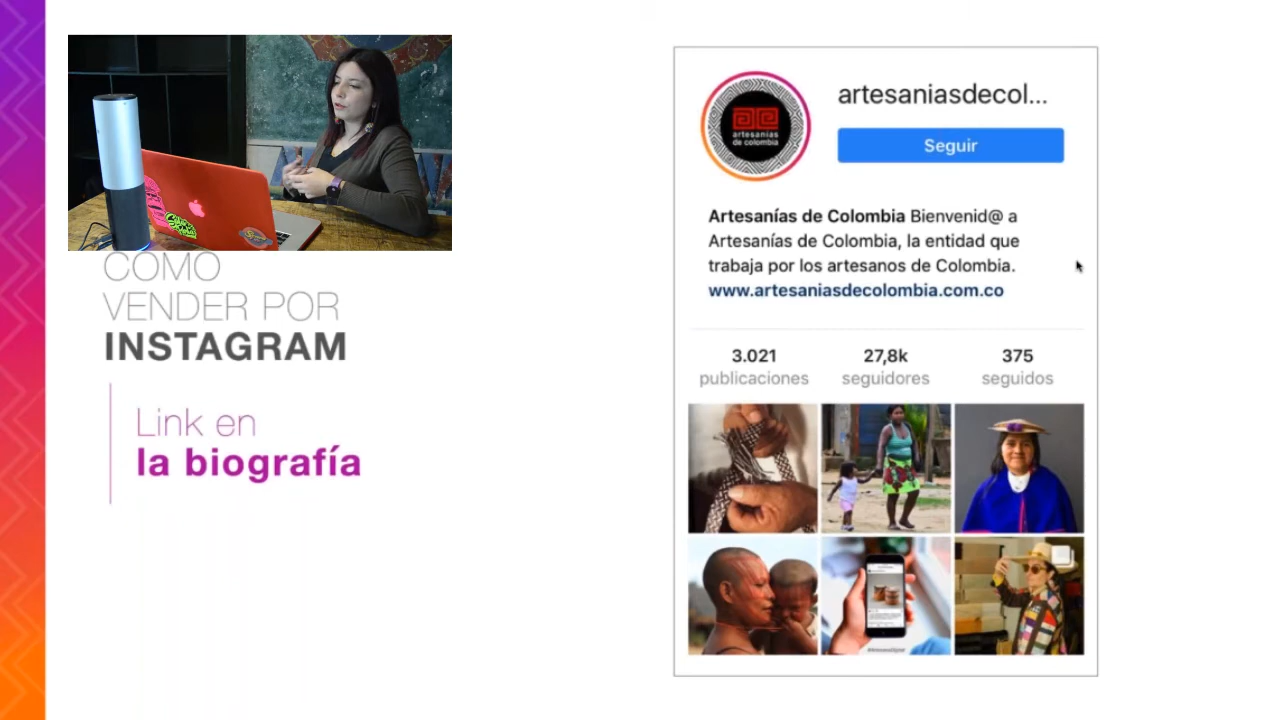 CÓMO
VENDER POR
INSTAGRAM
Link en
la biografía
artesanías
de colombia
artesaniasdecol...
Seguir
Artesanías de Colombia Bienvenid@ a
Artesanías de Colombia, la entidad que
trabaja por los artesanos de Colombia.
www.artesaniasdecolombia.com.co
3.021
publicaciones
27,8k
seguidores
375
seguidos